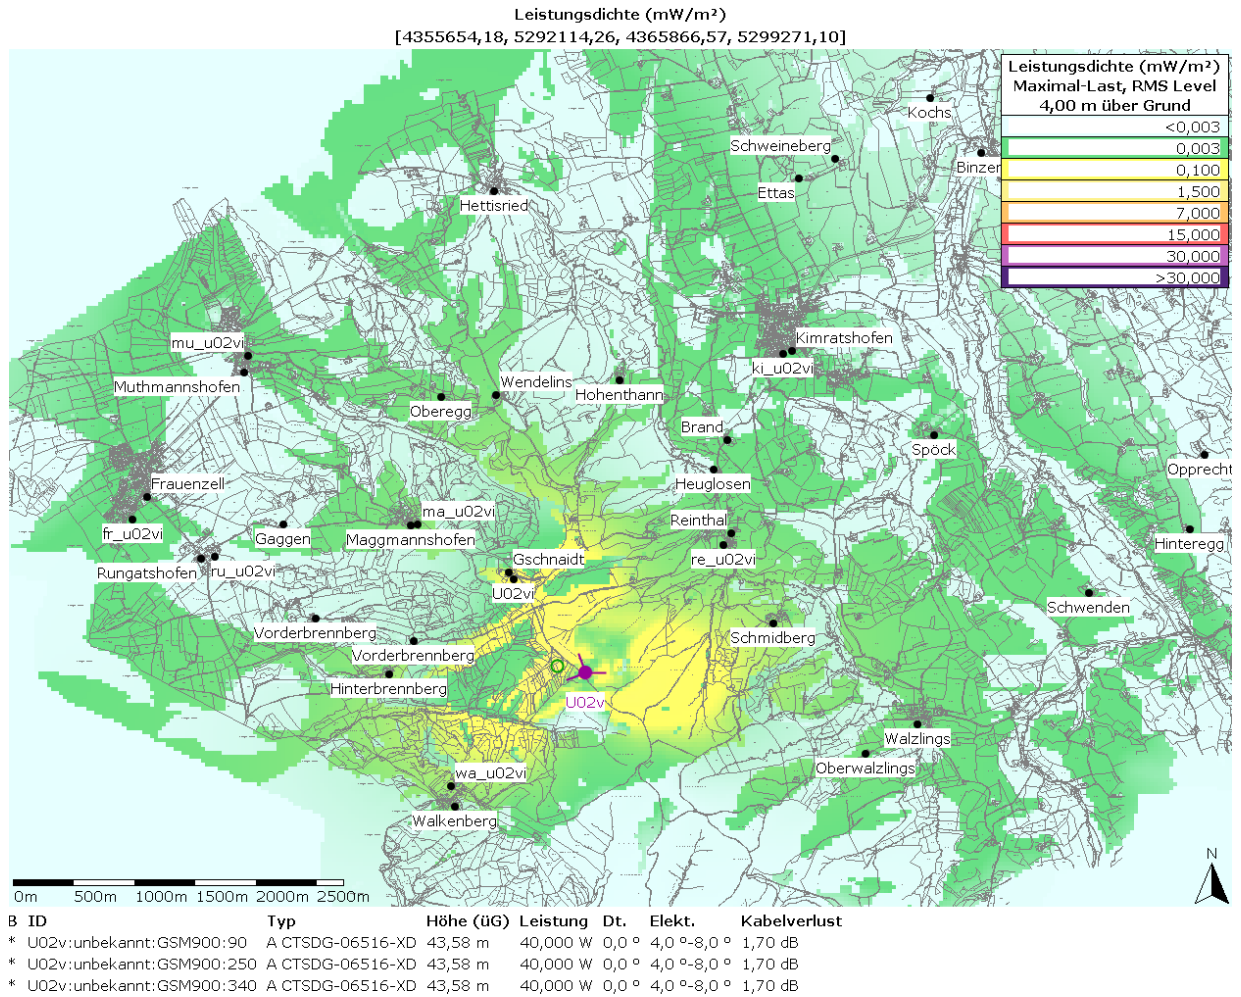 Leistungsdichte (mW/m²)
[4355654,18, 5292114,26, 4365866,57, 5299271,10]
Leistungsdichte (mW/m²)
Maximal-Last, RMS Level
4,00 m über Grund
<0,003
0,003
0,100
1,500
7,000
15,000
30,000
>30,000
Kochs
Schweineberg
Binzer
Ettas
Hettisried
mu_u02vi
Kimratshofen
ki_u02vi
Muthmannshofen
Wendelins
Hohenthann
Oberegg
Brand
Spöck
Opprecht
Heuglosen
Frauenzell
ma_u02vi
Reinthal
fr_u02vi
Gaggen
Maggmannshofen
Hinteregg
Gschnaidt
re_u02vi
Rungatshofen
ru_u02vi
U02vi
Schwenden
Vorderbrennberg
Schmidberg
Vorderbrennberg
Hinterbrennberg
U02v
Walzlings
Oberwalzlings
wa_u02vi
Walkenberg
N
0m 500m 1000m 1500m 2000m 2500m
B ID Typ Höhe (üG) Leistung Dt. Elekt. Kabelverlust
* U02v:unbekannt:GSM900:90 A CTSDG-06516-XD 43,58 m 40,000 W 0,0 ° 4,0 °-8,0 ° 1,70 dB
* U02v:unbekannt:GSM900:250 A CTSDG-06516-XD 43,58 m 40,000 W 0,0 ° 4,0 °-8,0 ° 1,70 dB
* U02v:unbekannt:GSM900:340 A CTSDG-06516-XD 43,58 m 40,000 W 0,0 ° 4,0 °-8,0 ° 1,70 dB